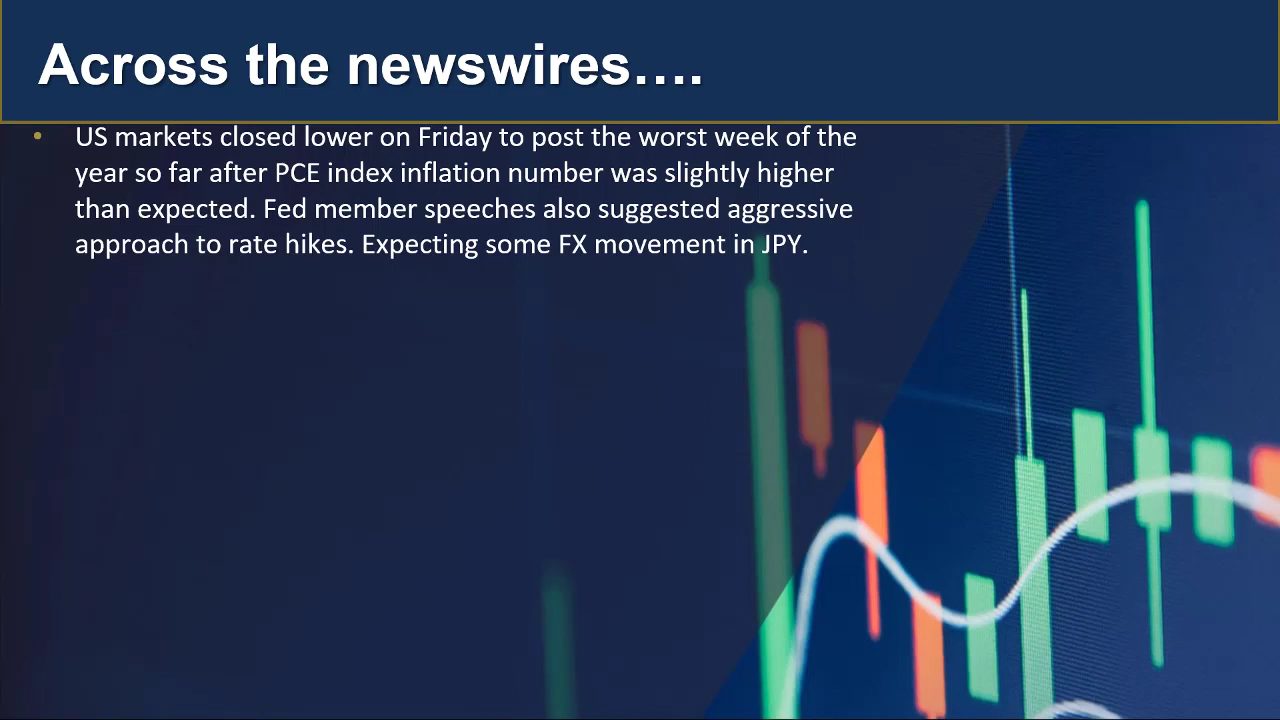 Across the newswires….
• US markets closed lower on Friday to post the worst week of the
year so far after PCE index inflation number was slightly higher
than expected. Fed member speeches also suggested aggressive
approach to rate hikes. Expecting some FX movement in JPY.